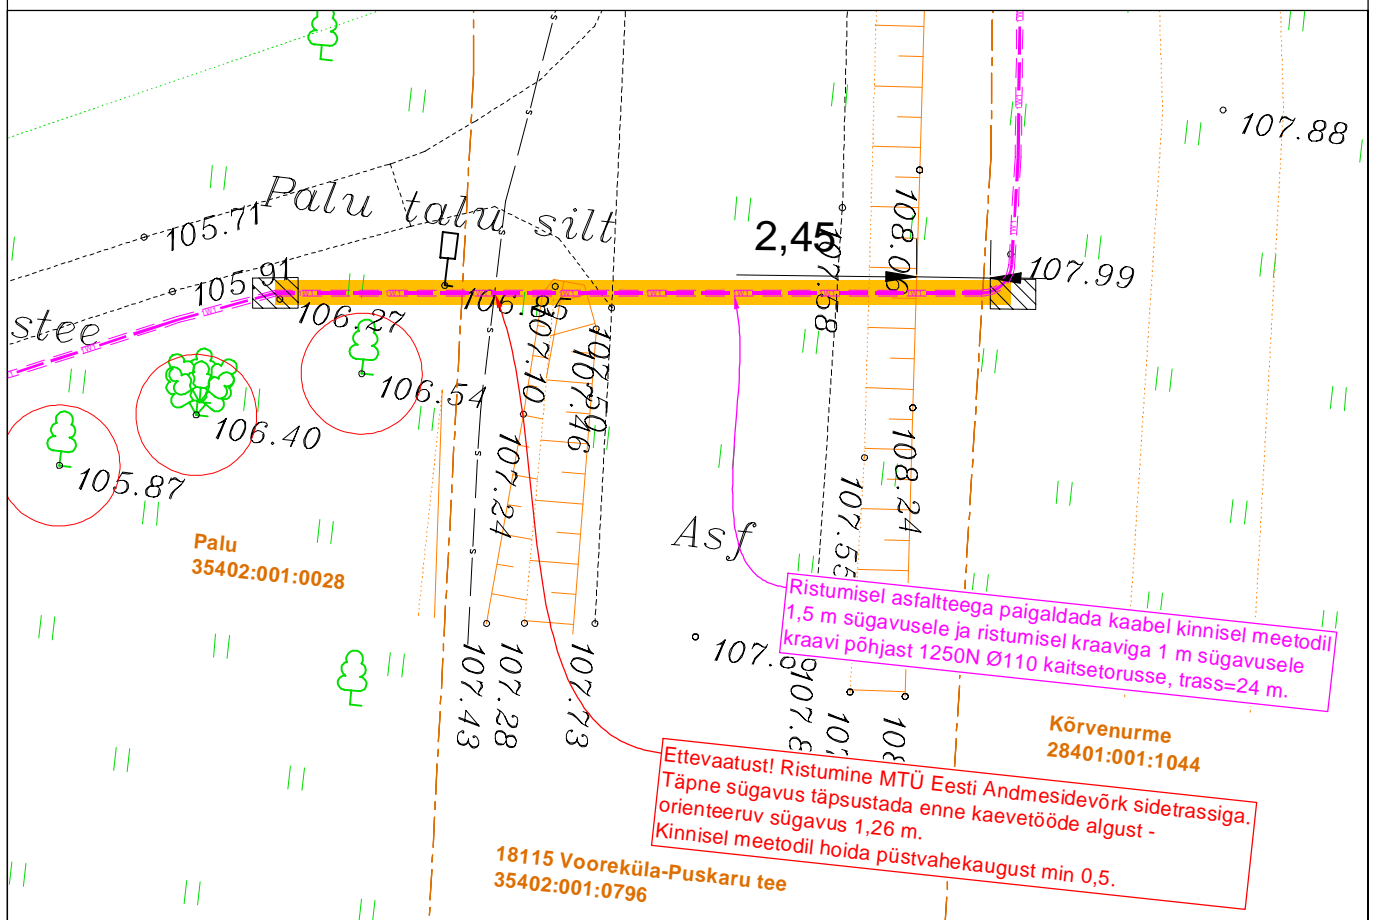 107.88
Palu talu silt
105.71
108.06
2,45
107.58
107.99
105.91
106.27
107.10
107.50
107.46
stee
106.54
106.40
105.87
107.24
108.24
Asf
107.55
Palu
35402:001:0028
Ristumisel asfaltteega paigaldada kaabel kinnisel meetodil
1,5 m sügavusele ja ristumisel kraaviga 1 m sügavusele
kraavi põhjast 1250N Ø110 kaitsetorusse, trass=24 m.
107.43
107.28
107.73
Kõrvenurme
28401:001:1044
Ettevaatust! Ristumine MTÜ Eesti Andmesidevõrk sidetrassiga.
Täpne sügavus täpsustada enne kaevetööde algust -
orienteeruv sügavus 1,26 m.
Kinnisel meetodil hoida püstvahekaugust min 0,5.
18115 Vooreküla-Puskaru tee
35402:001:0796